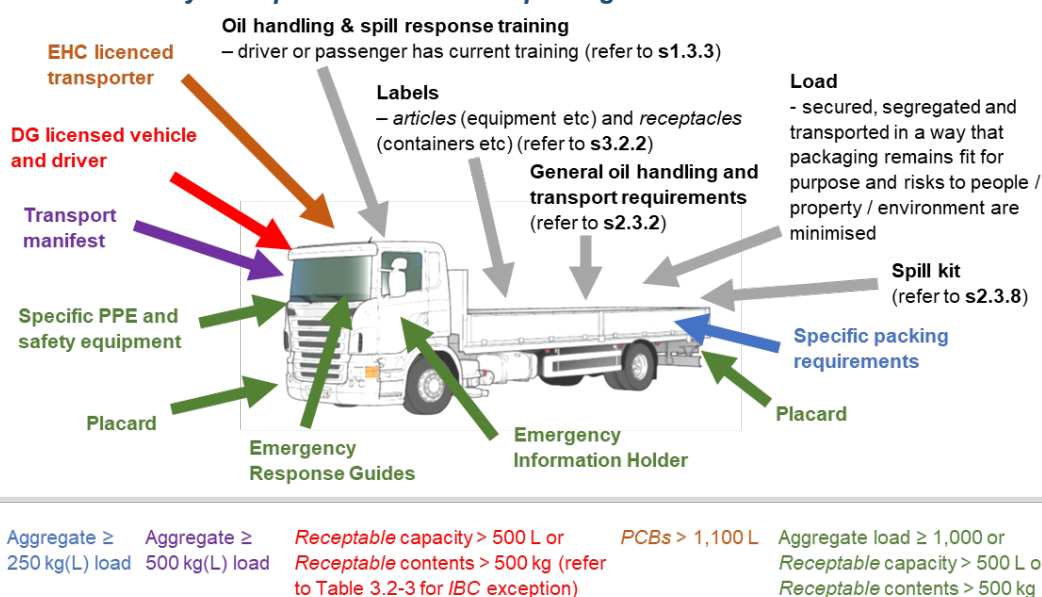 Oil handling & spill response training
– driver or passenger has current training (refer to s1.3.3)
EHC licenced
transporter
Labels
– articles (equipment etc) and receptacles
(containers etc) (refer to s3.2.2)
Load
- secured, segregated and
transported in a way that
packaging remains fit for
purpose and risks to people /
property / environment are
minimised
DG licensed vehicle
and driver
General oil handling and
transport requirements
(refer to s2.3.2)
Transport
manifest
Spill kit
(refer to s2.3.8)
Specific PPE and
safety equipment
Specific packing
requirements
Placard
Placard
Emergency
Response Guides
Emergency
Information Holder
Aggregate ≥
250 kg(L) load
Aggregate ≥
500 kg(L) load
Receptable capacity > 500 L or
Receptable contents > 500 kg (refer
to Table 3.2-3 for IBC exception)
PCBs > 1,100 L
Aggregate load ≥ 1,000 or
Receptable capacity > 500 L o
Receptable contents > 500 kg